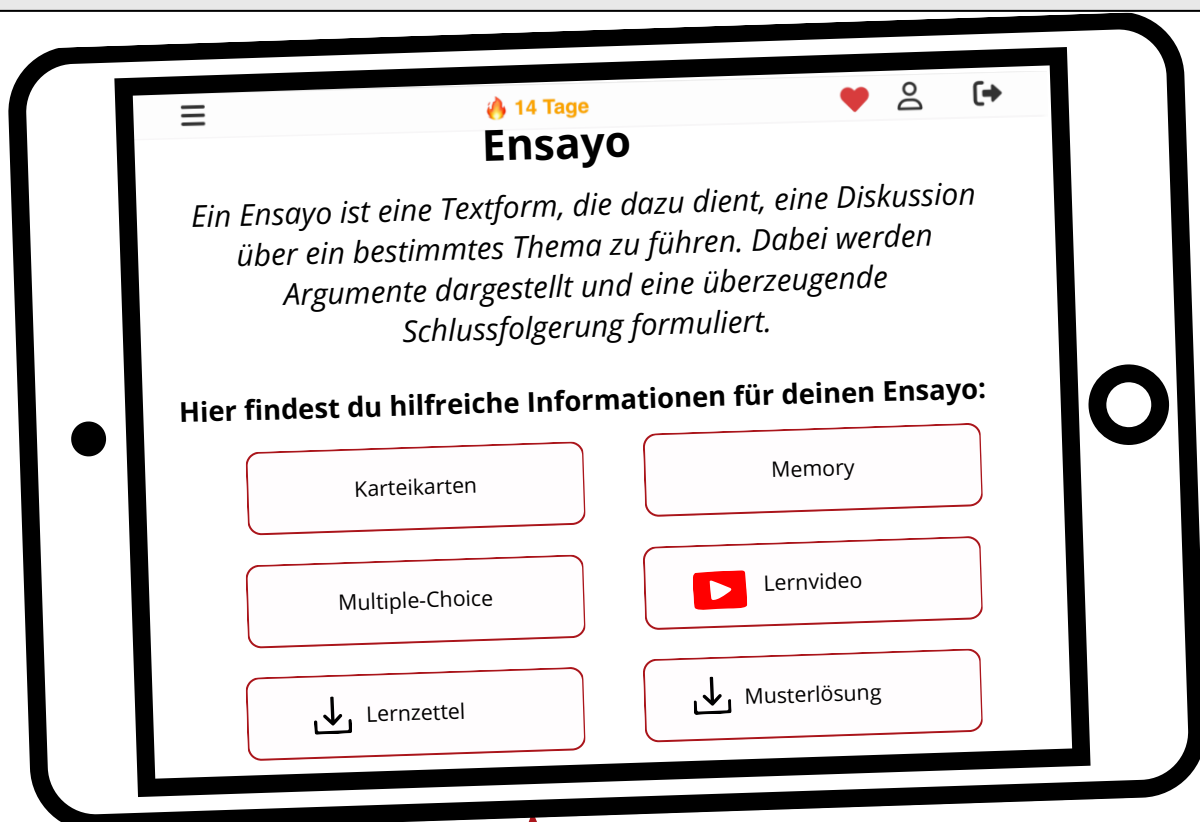 14 Tage
Ensayo
Ein Ensayo ist eine Textform, die dazu dient, eine Diskussion
über ein bestimmtes Thema zu führen. Dabei werden
Argumente dargestellt und eine überzeugende
Schlussfolgerung formuliert.
Hier findest du hilfreiche Informationen für deinen Ensayo:
Karteikarten
Memory
Multiple-Choice
Lernvideo
Lernzettel
Musterlösung